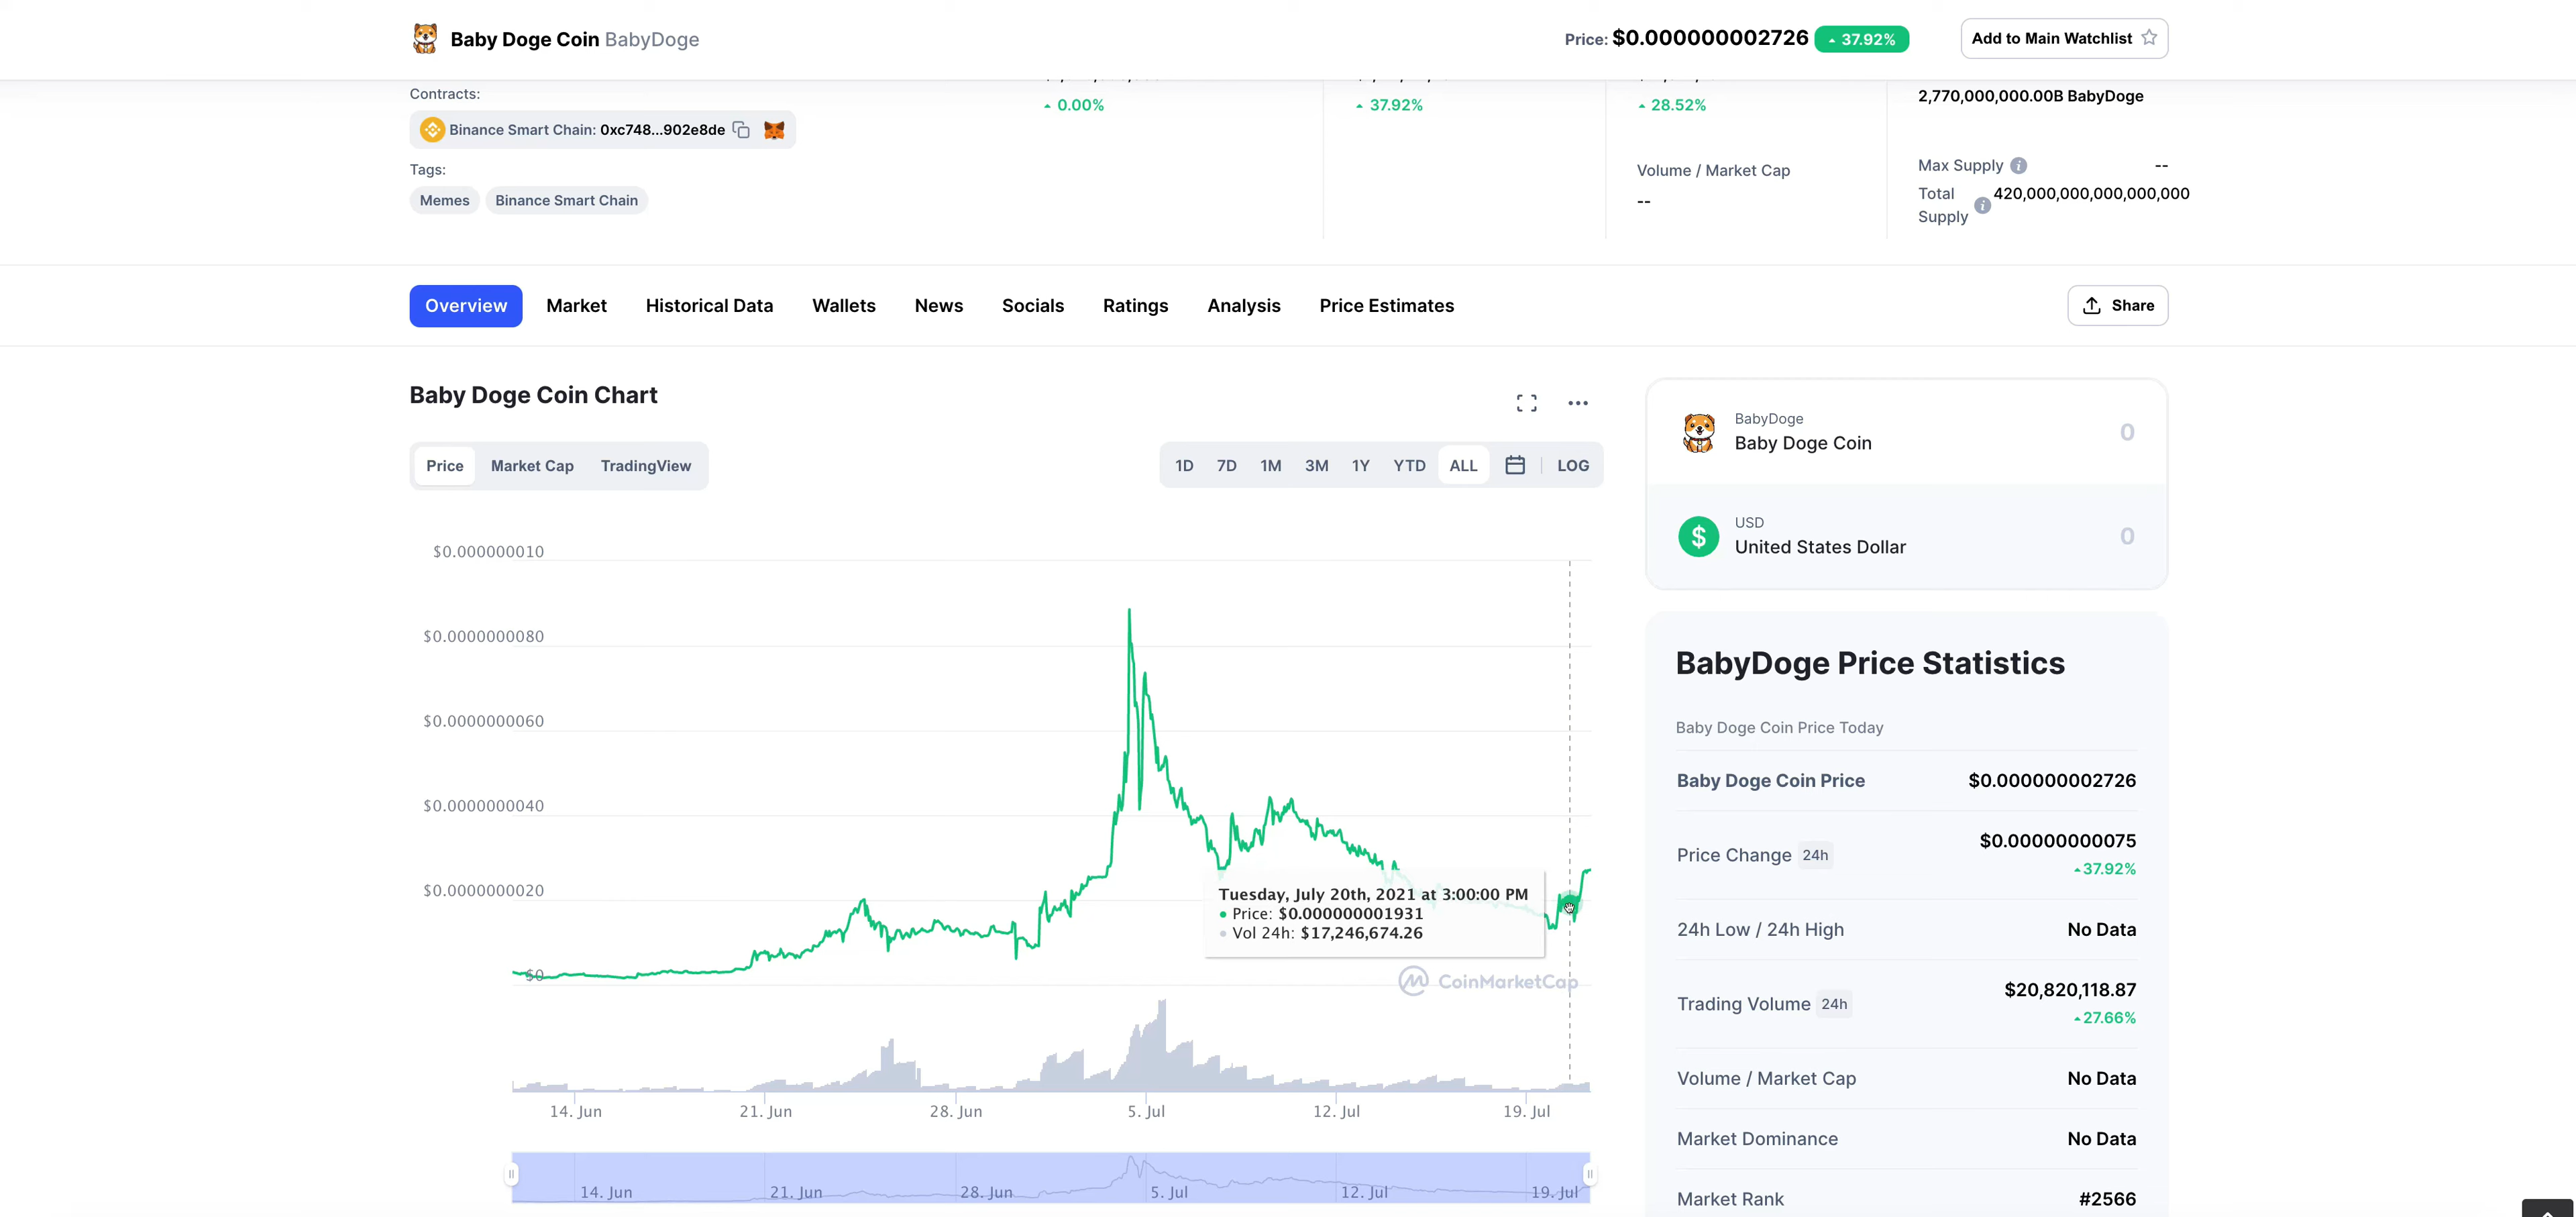 Baby Doge Coin BabyDoge
Price: $0.000000002726 37.92%
Add to Main Watchlist
Contracts:
Binance Smart Chain: 0xc748...902e8de
Tags:
Memes Binance Smart Chain
0.00%
37.92%
28.52%
Volume / Market Cap
--
2,770,000,000.00B BabyDoge
Max Supply --
Total Supply 420,000,000,000,000,000
Overview Market Historical Data Wallets News Socials Ratings Analysis Price Estimates
Share
Baby Doge Coin Chart
Price Market Cap TradingView
1D 7D 1M 3M 1Y YTD ALL LOG
$0.000000010
$0.0000000080
$0.0000000060
$0.0000000040
$0.0000000020
$0
Tuesday, July 20th, 2021 at 3:00:00 PM
Price: $0.000000001931
Vol 24h: $17,246,674.26
CoinMarketCap
14. Jun 21. Jun 28. Jun 5. Jul 12. Jul 19. Jul
14. Jun 21. Jun 28. Jun 5. Jul 12. Jul 19. Jul
BabyDoge
Baby Doge Coin 0
USD
United States Dollar 0
BabyDoge Price Statistics
Baby Doge Coin Price Today
Baby Doge Coin Price $0.000000002726
Price Change 24h $0.00000000075
37.92%
24h Low / 24h High No Data
Trading Volume 24h $20,820,118.87
27.66%
Volume / Market Cap No Data
Market Dominance No Data
Market Rank #2566